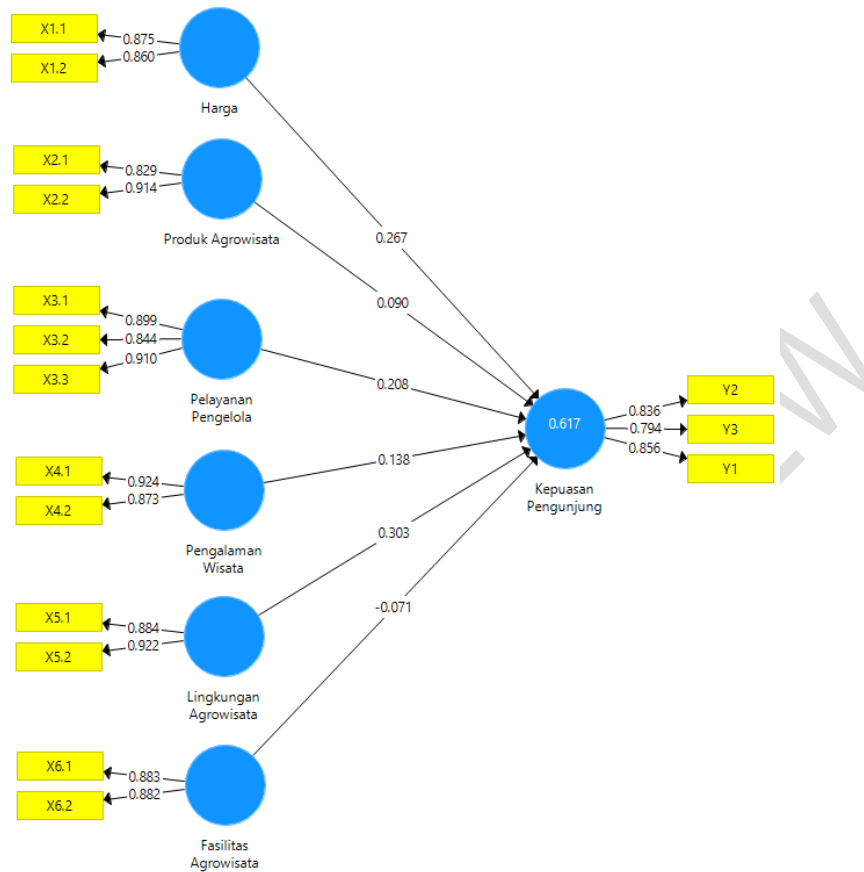 X1.1
0.875
0.860
X1.2
Harga
X2.1
0.829
0.914
X2.2
Produk Agrowisata
0.267
0.090
X3.1
0.899
X3.2
0.844
0.910
X3.3
0.208
Pelayanan
Pengelola
Y2
0.836
0.617
0.794
Y3
0.856
Y1
X4.1
0.924
0.873
X4.2
0.138
Kepuasan
Pengunjung
Pengalaman
Wisata
0.303
X5.1
0.884
0.922
X5.2
-0.071
Lingkungan
Agrowisata
X6.1
0.883
0.882
X6.2
Fasilitas
Agrowisata